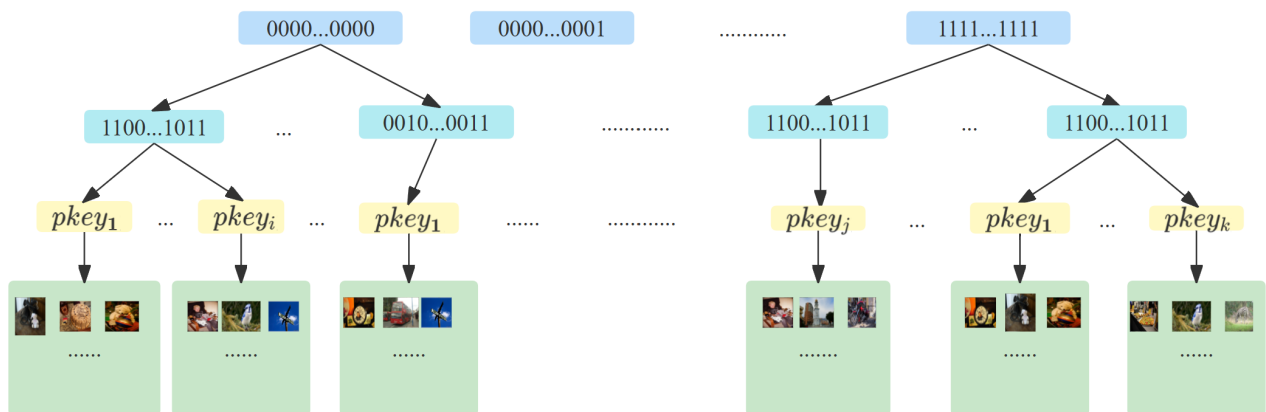 0000...0000 0000...0001 ............ 1111...1111
1100...1011 ... 0010...0011 ............ 1100...1011 ... 1100...1011
pkey₁ ... pkeyᵢ ... pkey₁ ...... ............ pkeyⱼ ... pkey₁ ... pkeyₖ
...... ...... ...... ....... ...... ......